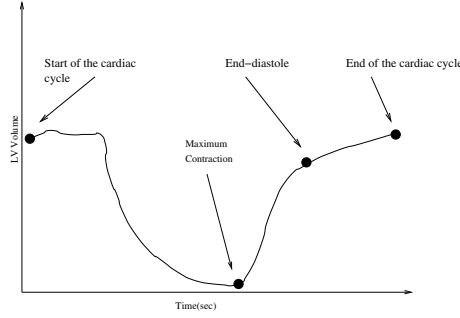 Start of the cardiac
cycle
End−diastole
End of the cardiac cycle
Maximum
Contraction
LV Volume
Time(sec)